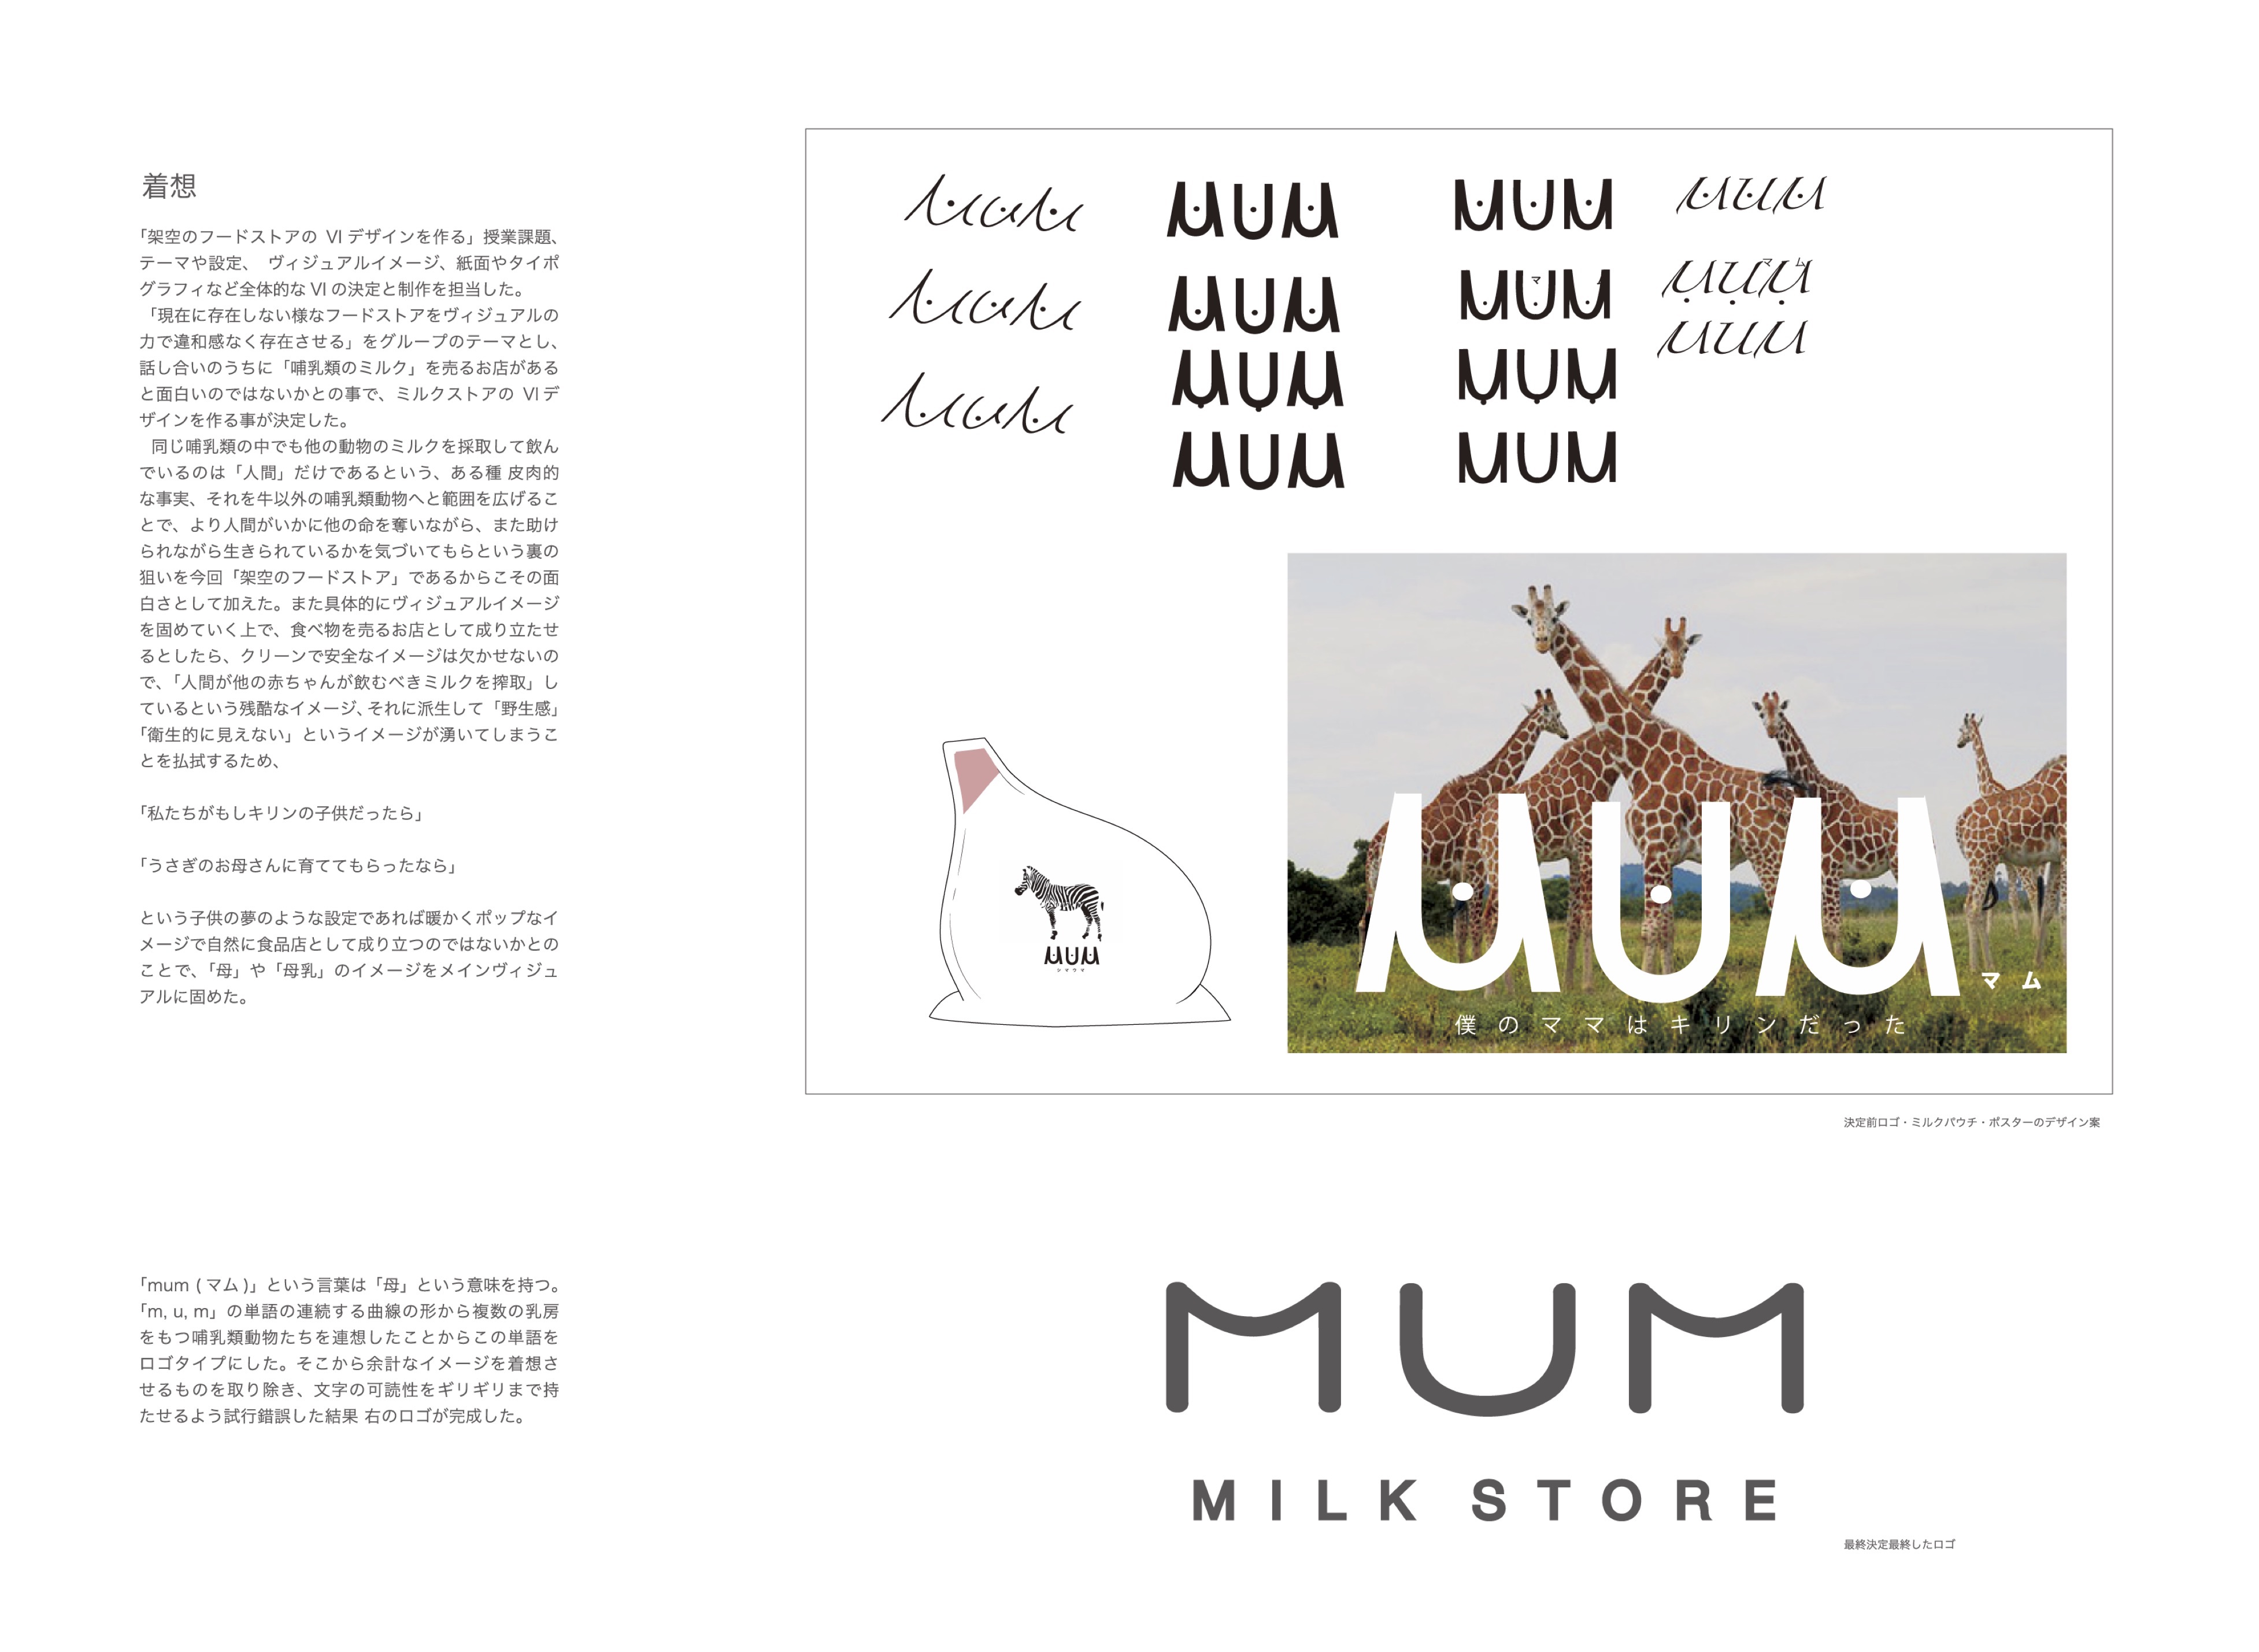 着想
「架空のフードストアの VI デザインを作る」授業課題、
テーマや設定、 ヴィジュアルイメージ、紙面やタイポ
グラフィなど全体的な VI の決定と制作を担当した。
「現在に存在しない様なフードストアをヴィジュアルの
力で違和感なく存在させる」をグループのテーマとし、
話し合いのうちに「哺乳類のミルク」を売るお店がある
と面白いのではないかとの事で、ミルクストアの VI デ
ザインを作る事が決定した。
同じ哺乳類の中でも他の動物のミルクを採取して飲ん
でいるのは「人間」だけであるという、ある種 皮肉的
な事実、それを牛以外の哺乳類動物へと範囲を広げるこ
とで、より人間がいかに他の命を奪いながら、また助け
られながら生きられているかを気づいてもらという裏の
狙いを今回「架空のフードストア」であるからこその面
白さとして加えた。また具体的にヴィジュアルイメージ
を固めていく上で、食べ物を売るお店として成り立たせ
るとしたら、クリーンで安全なイメージは欠かせないの
で、「人間が他の赤ちゃんが飲むべきミルクを搾取」し
ているという残酷なイメージ、それに派生して「野生感」
「衛生的に見えない」というイメージが湧いてしまうこ
とを払拭するため、
「私たちがもしキリンの子供だったら」
「うさぎのお母さんに育ててもらったなら」
という子供の夢のような設定であれば暖かくポップなイ
メージで自然に食品店として成り立つのではないかとの
ことで、「母」や「母乳」のイメージをメインヴィジュ
アルに固めた。
mum MUM MUM MUM
mum MUM MUM マ MUM マ ム
mum MUM MUM MUM
MUM MUM
MUM
シマウマ
MUM マム
僕のママはキリンだった
決定前ロゴ・ミルクパウチ・ポスターのデザイン案
「mum ( マム )」という言葉は「母」という意味を持つ。
「m, u, m」の単語の連続する曲線の形から複数の乳房
をもつ哺乳類動物たちを連想したことからこの単語を
ロゴタイプにした。そこから余計なイメージを着想さ
せるものを取り除き、文字の可読性をギリギリまで持
たせるよう試行錯誤した結果 右のロゴが完成した。
MUM
MILK STORE
最終決定最終したロゴ